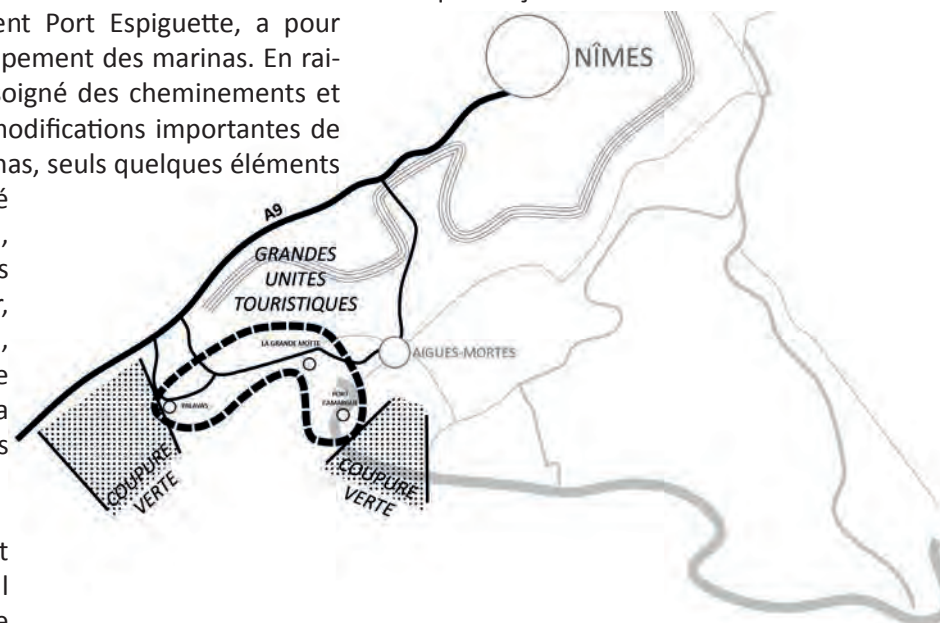 ent Port Espiguette, a pour
pement des marinas. En rai-
soigné des cheminements et
modifications importantes de
nas, seuls quelques éléments
é
,
s
r,
,
e
a
s
t
l
e
NÎMES
A9
GRANDES
UNITES
TOURISTIQUES
LA GRANDE MOTTE
AIGUES-MORTES
PALAVAS
PORT
CAMARGUE
COUPURE
VERTE
COUPURE
VERTE